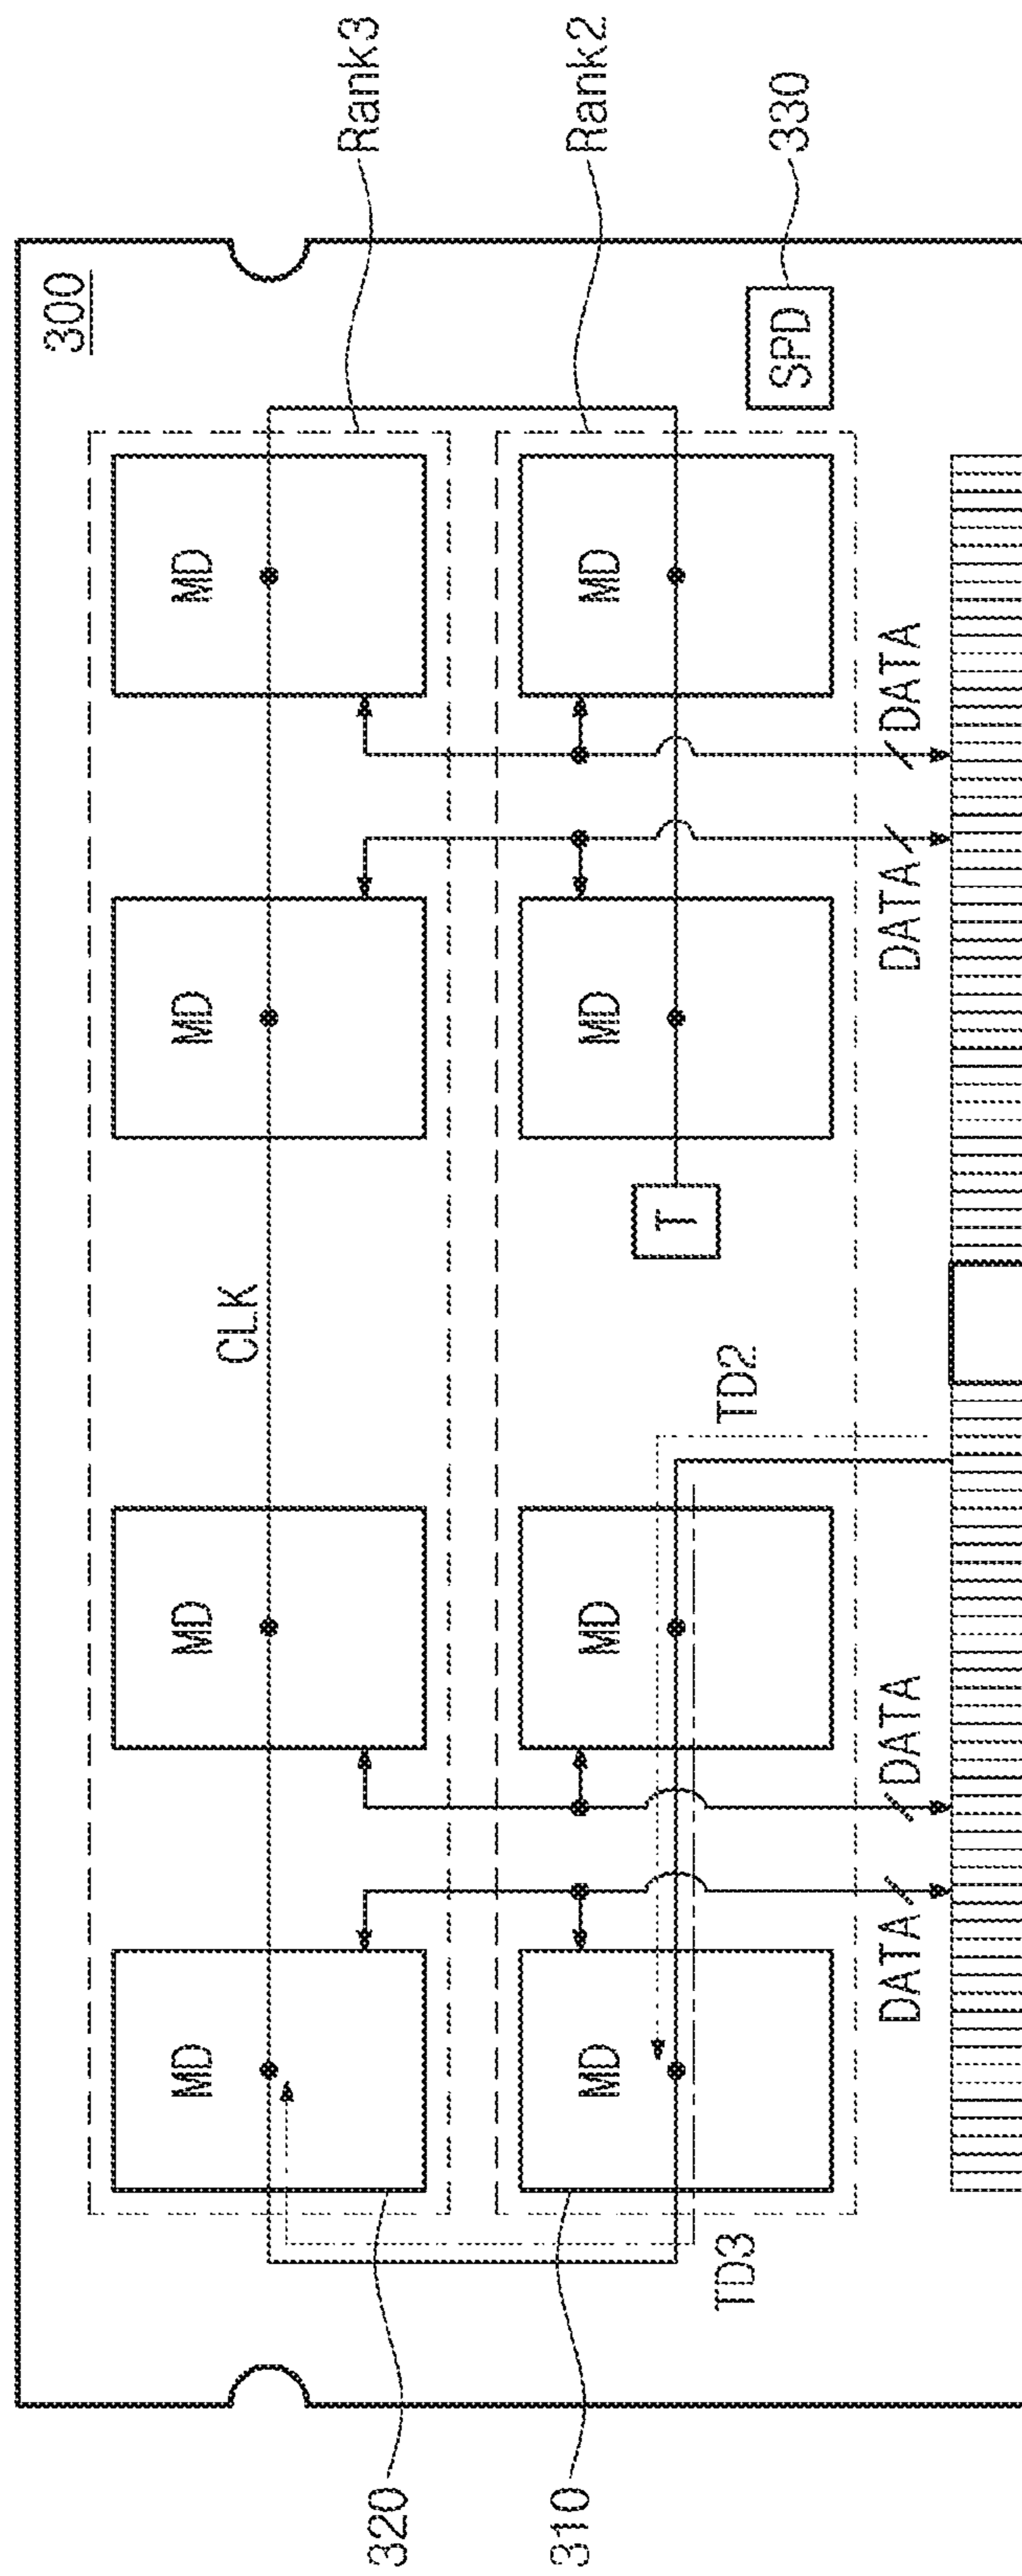 300
Rank3
Rank2
330
SPD
MD
MD
MD
MD
CLK
MD
MD
MD
MD
T
TD2
TD3
DATA
DATA
DATA
DATA
320
310